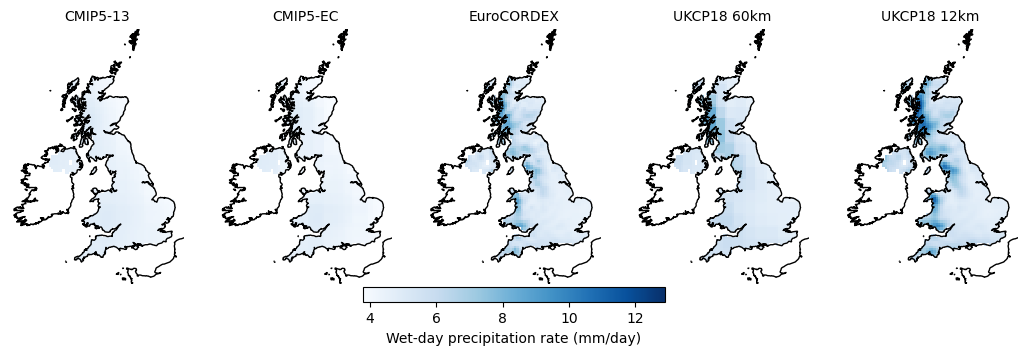 CMIP5-13 CMIP5-EC EuroCORDEX UKCP18 60km UKCP18 12km
4 6 8 10 12
Wet-day precipitation rate (mm/day)